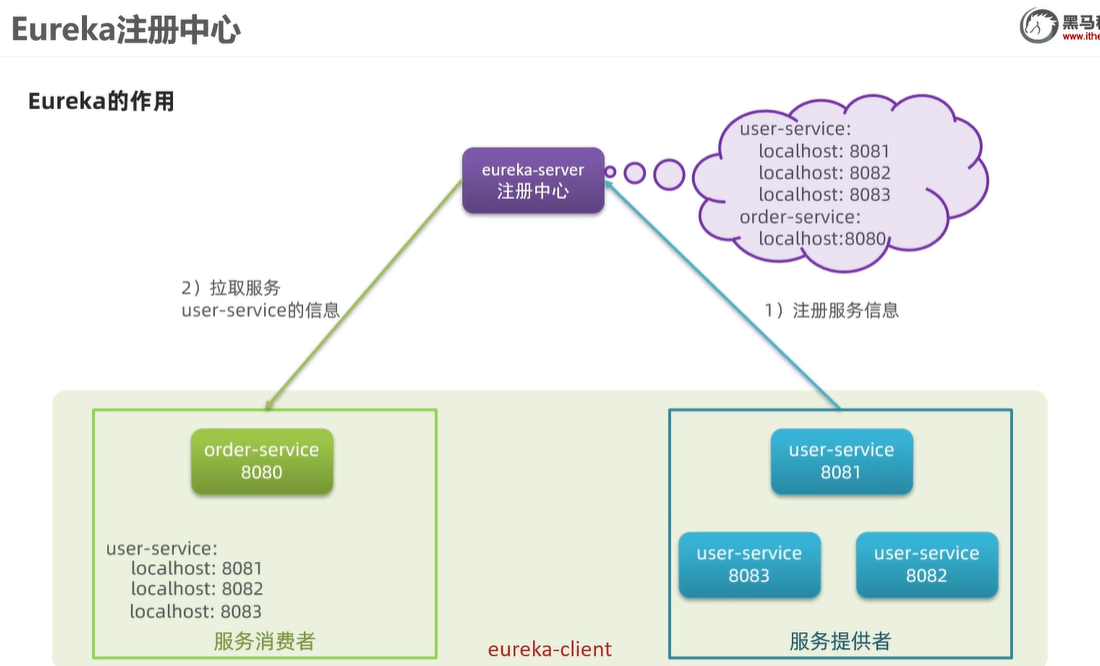 Eureka注册中心
黑马
www.ithe
Eureka的作用
eureka-server
注册中心
user-service:
localhost: 8081
localhost: 8082
localhost: 8083
order-service:
localhost:8080
2）拉取服务
user-service的信息
1）注册服务信息
order-service
8080
user-service:
localhost: 8081
localhost: 8082
localhost: 8083
服务消费者
eureka-client
user-service
8081
user-service
8083
user-service
8082
服务提供者